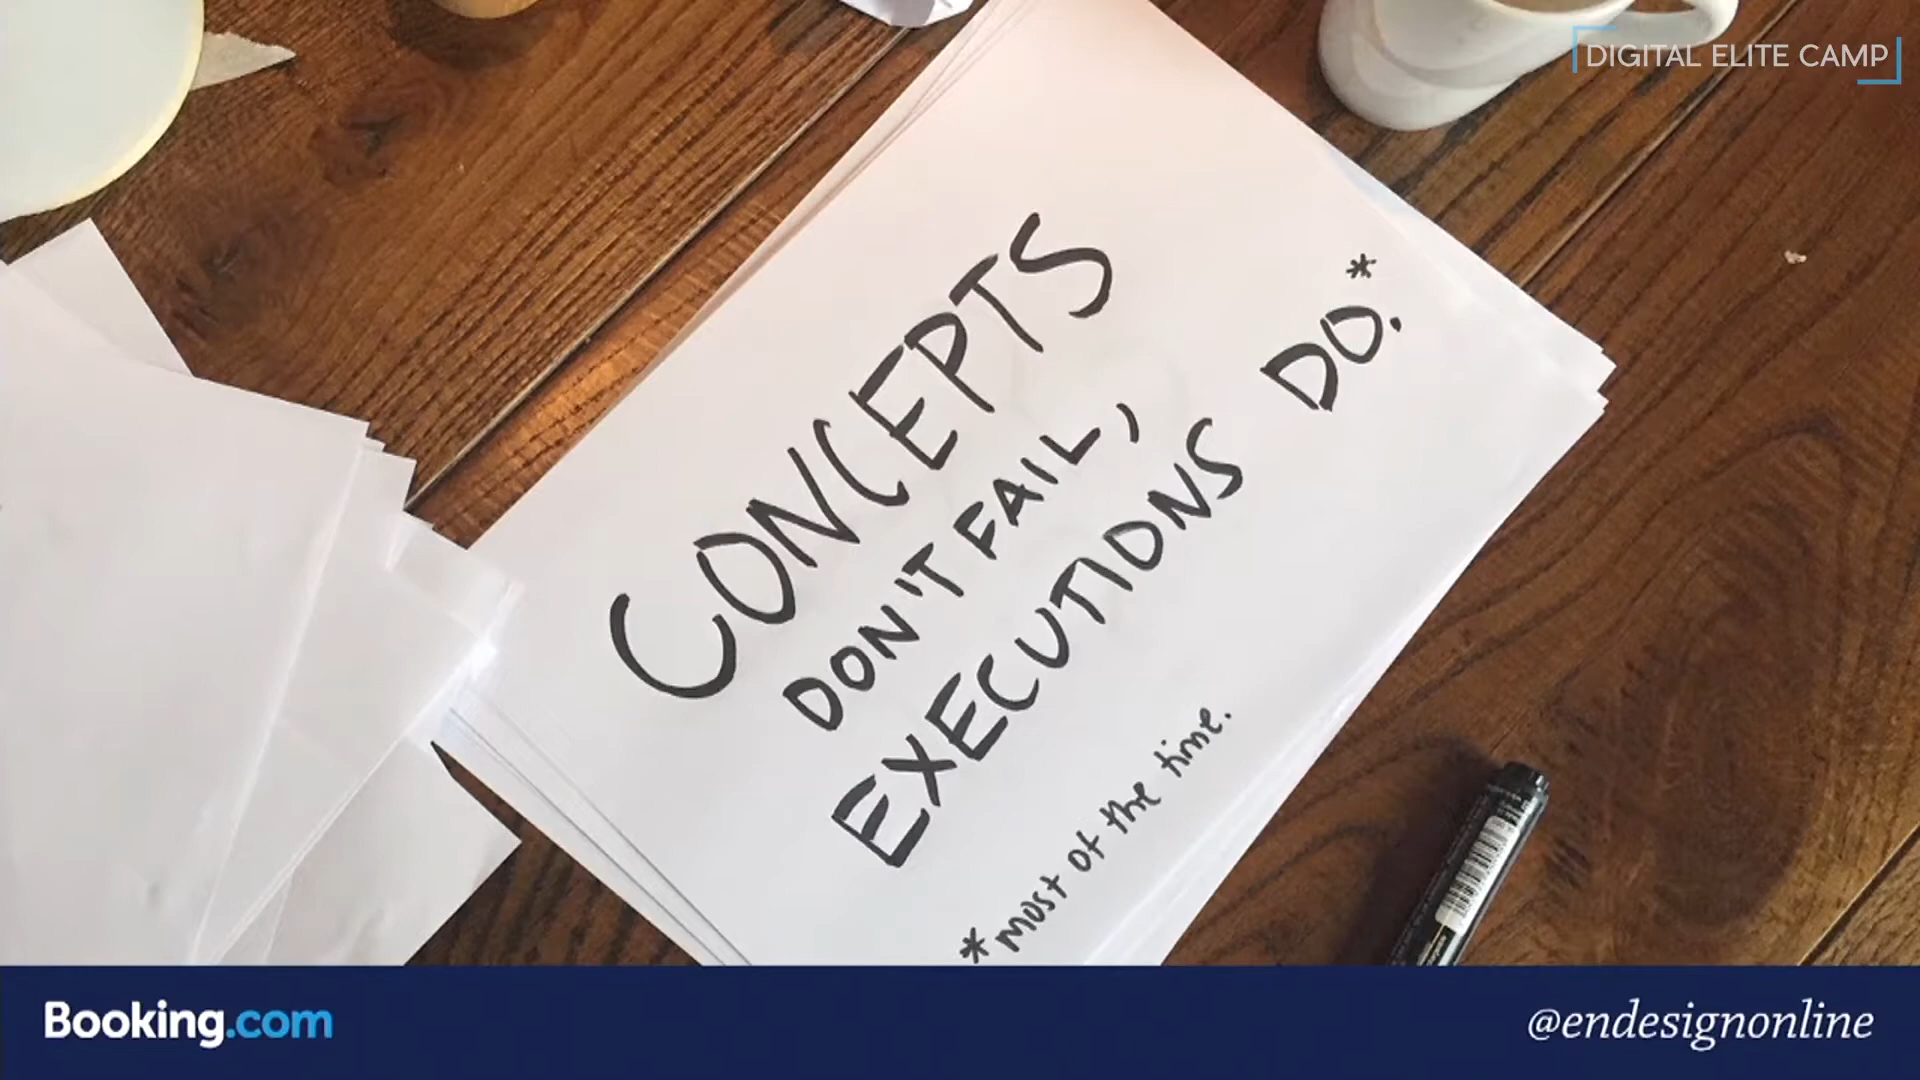 DIGITAL ELITE CAMP
CONCEPTS
DON'T FAIL,
EXECUTIONS DO.*
*most of the time.
Booking.com
@endesignonline